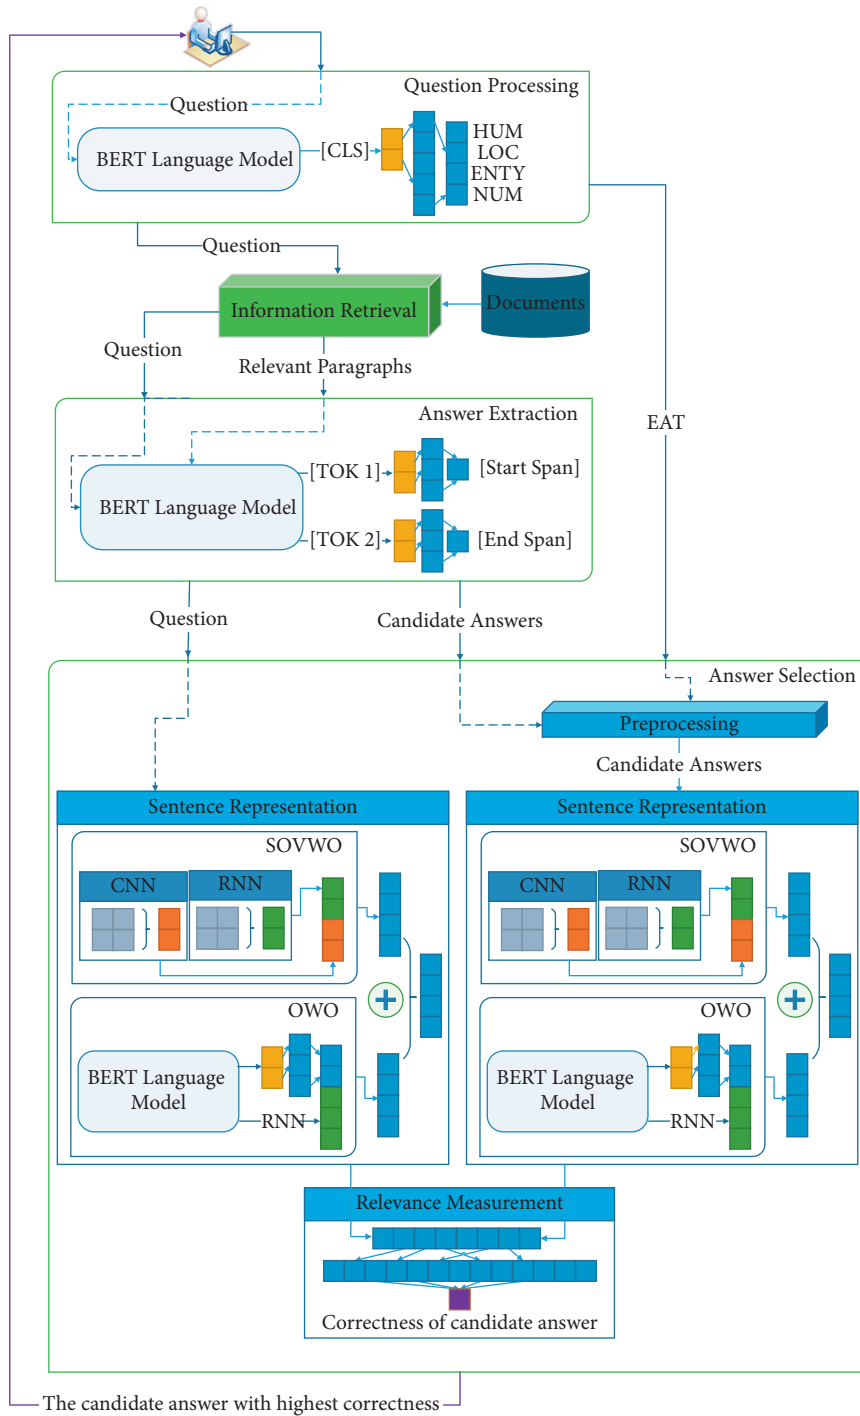 Question Processing
Question
BERT Language Model
[CLS]
HUM
LOC
ENTY
NUM
Question
Information Retrieval
Documents
Question
Relevant Paragraphs
EAT
Answer Extraction
BERT Language Model
[TOK 1]
[Start Span]
[TOK 2]
[End Span]
Question
Candidate Answers
Answer Selection
Preprocessing
Candidate Answers
Sentence Representation
SOVWO
CNN
RNN
OWO
BERT Language
Model
RNN
Sentence Representation
SOVWO
CNN
RNN
OWO
BERT Language
Model
RNN
Relevance Measurement
Correctness of candidate answer
The candidate answer with highest correctness